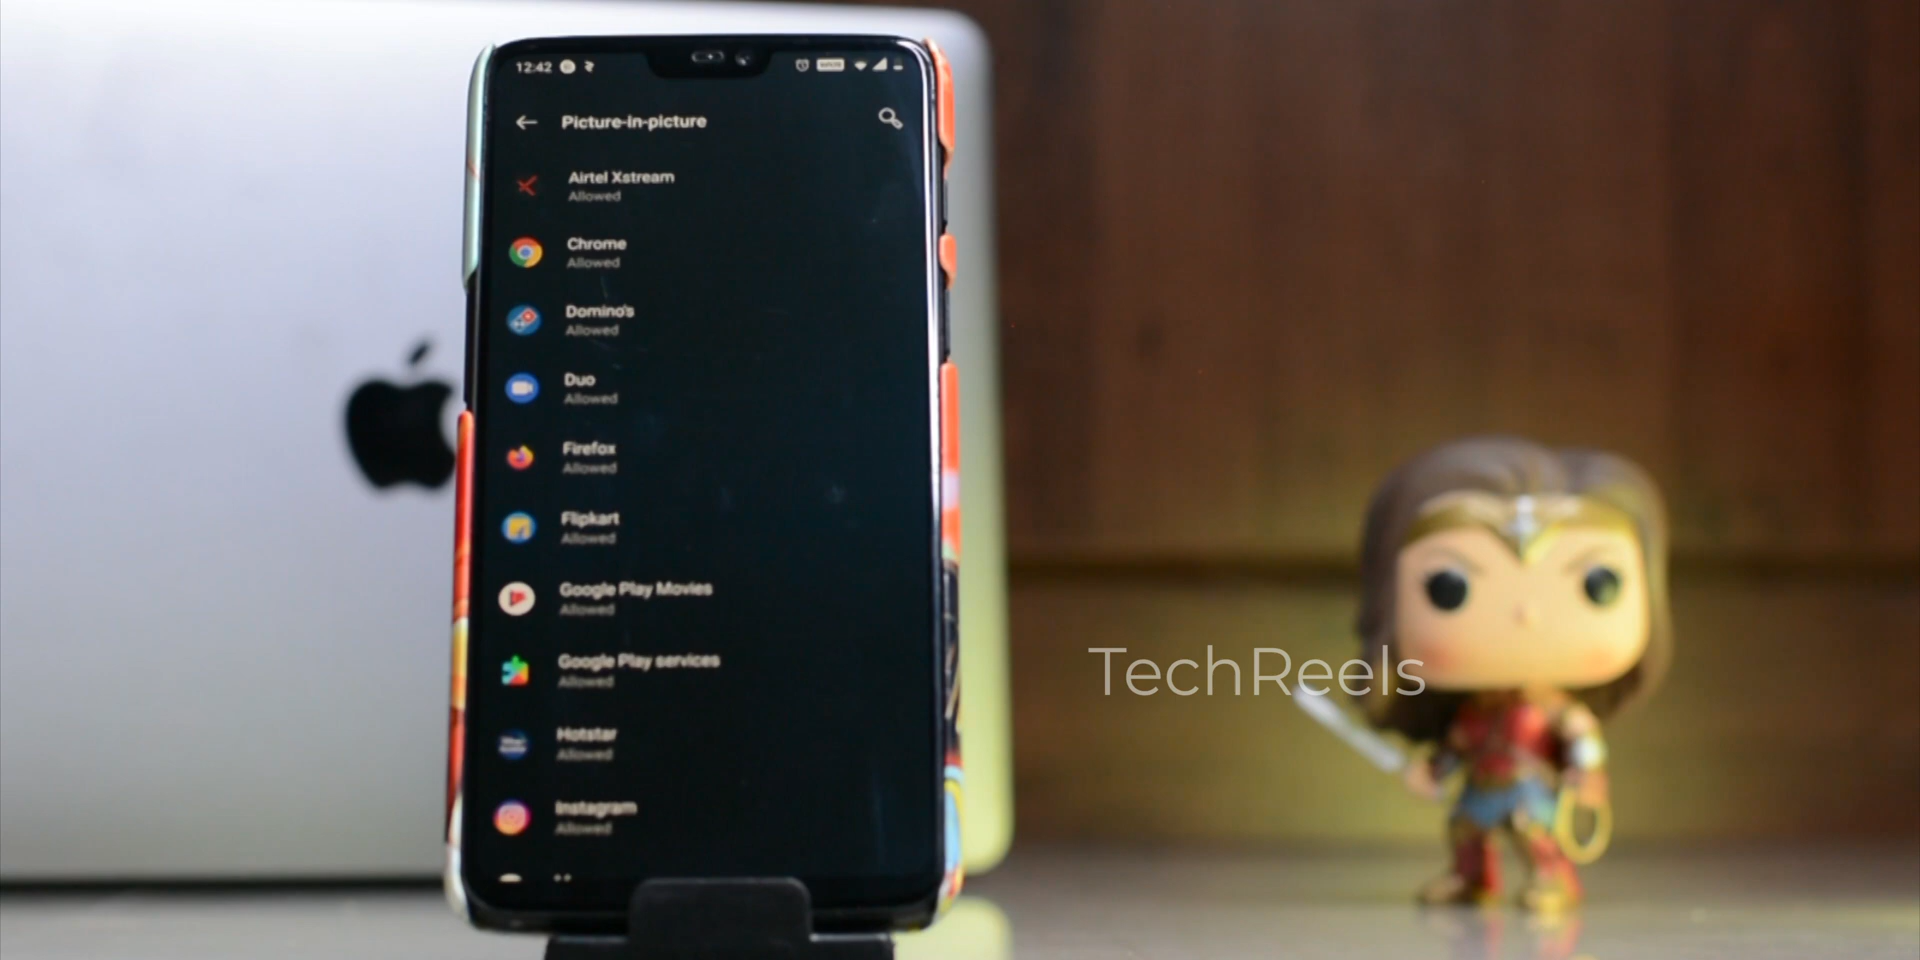 12:42
Picture-in-picture
Airtel Xstream
Allowed
Chrome
Allowed
Domino's
Allowed
Duo
Allowed
Firefox
Allowed
Flipkart
Allowed
Google Play Movies
Allowed
Google Play services
Allowed
Hotstar
Allowed
Instagram
Allowed
TechReels